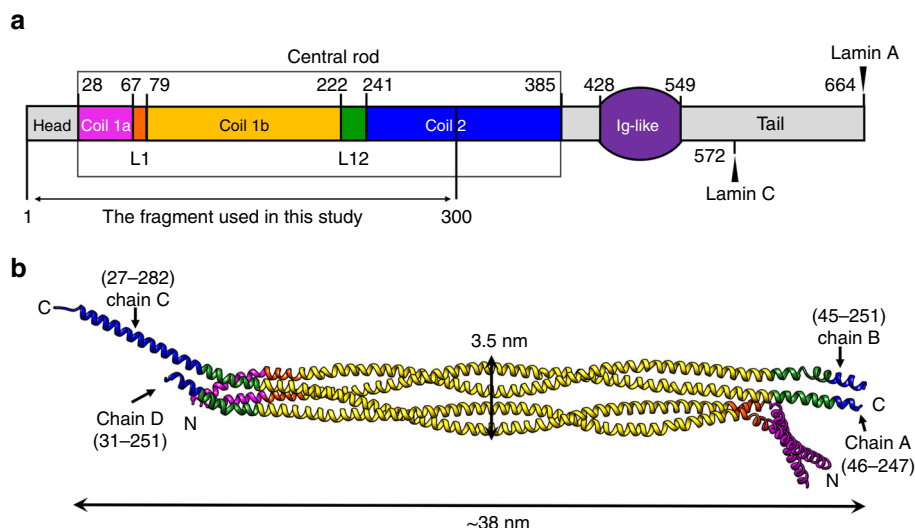 a
Central rod
Lamin A
28 67 79 222 241 385 428 549 664
Head Coil 1a Coil 1b Coil 2 Ig-like Tail
L1 L12
572
Lamin C
1 The fragment used in this study 300
b
(27–282)
chain C
C
(45–251)
chain B
3.5 nm
Chain D
(31–251)
N
C
Chain A
(46–247)
N
~38 nm